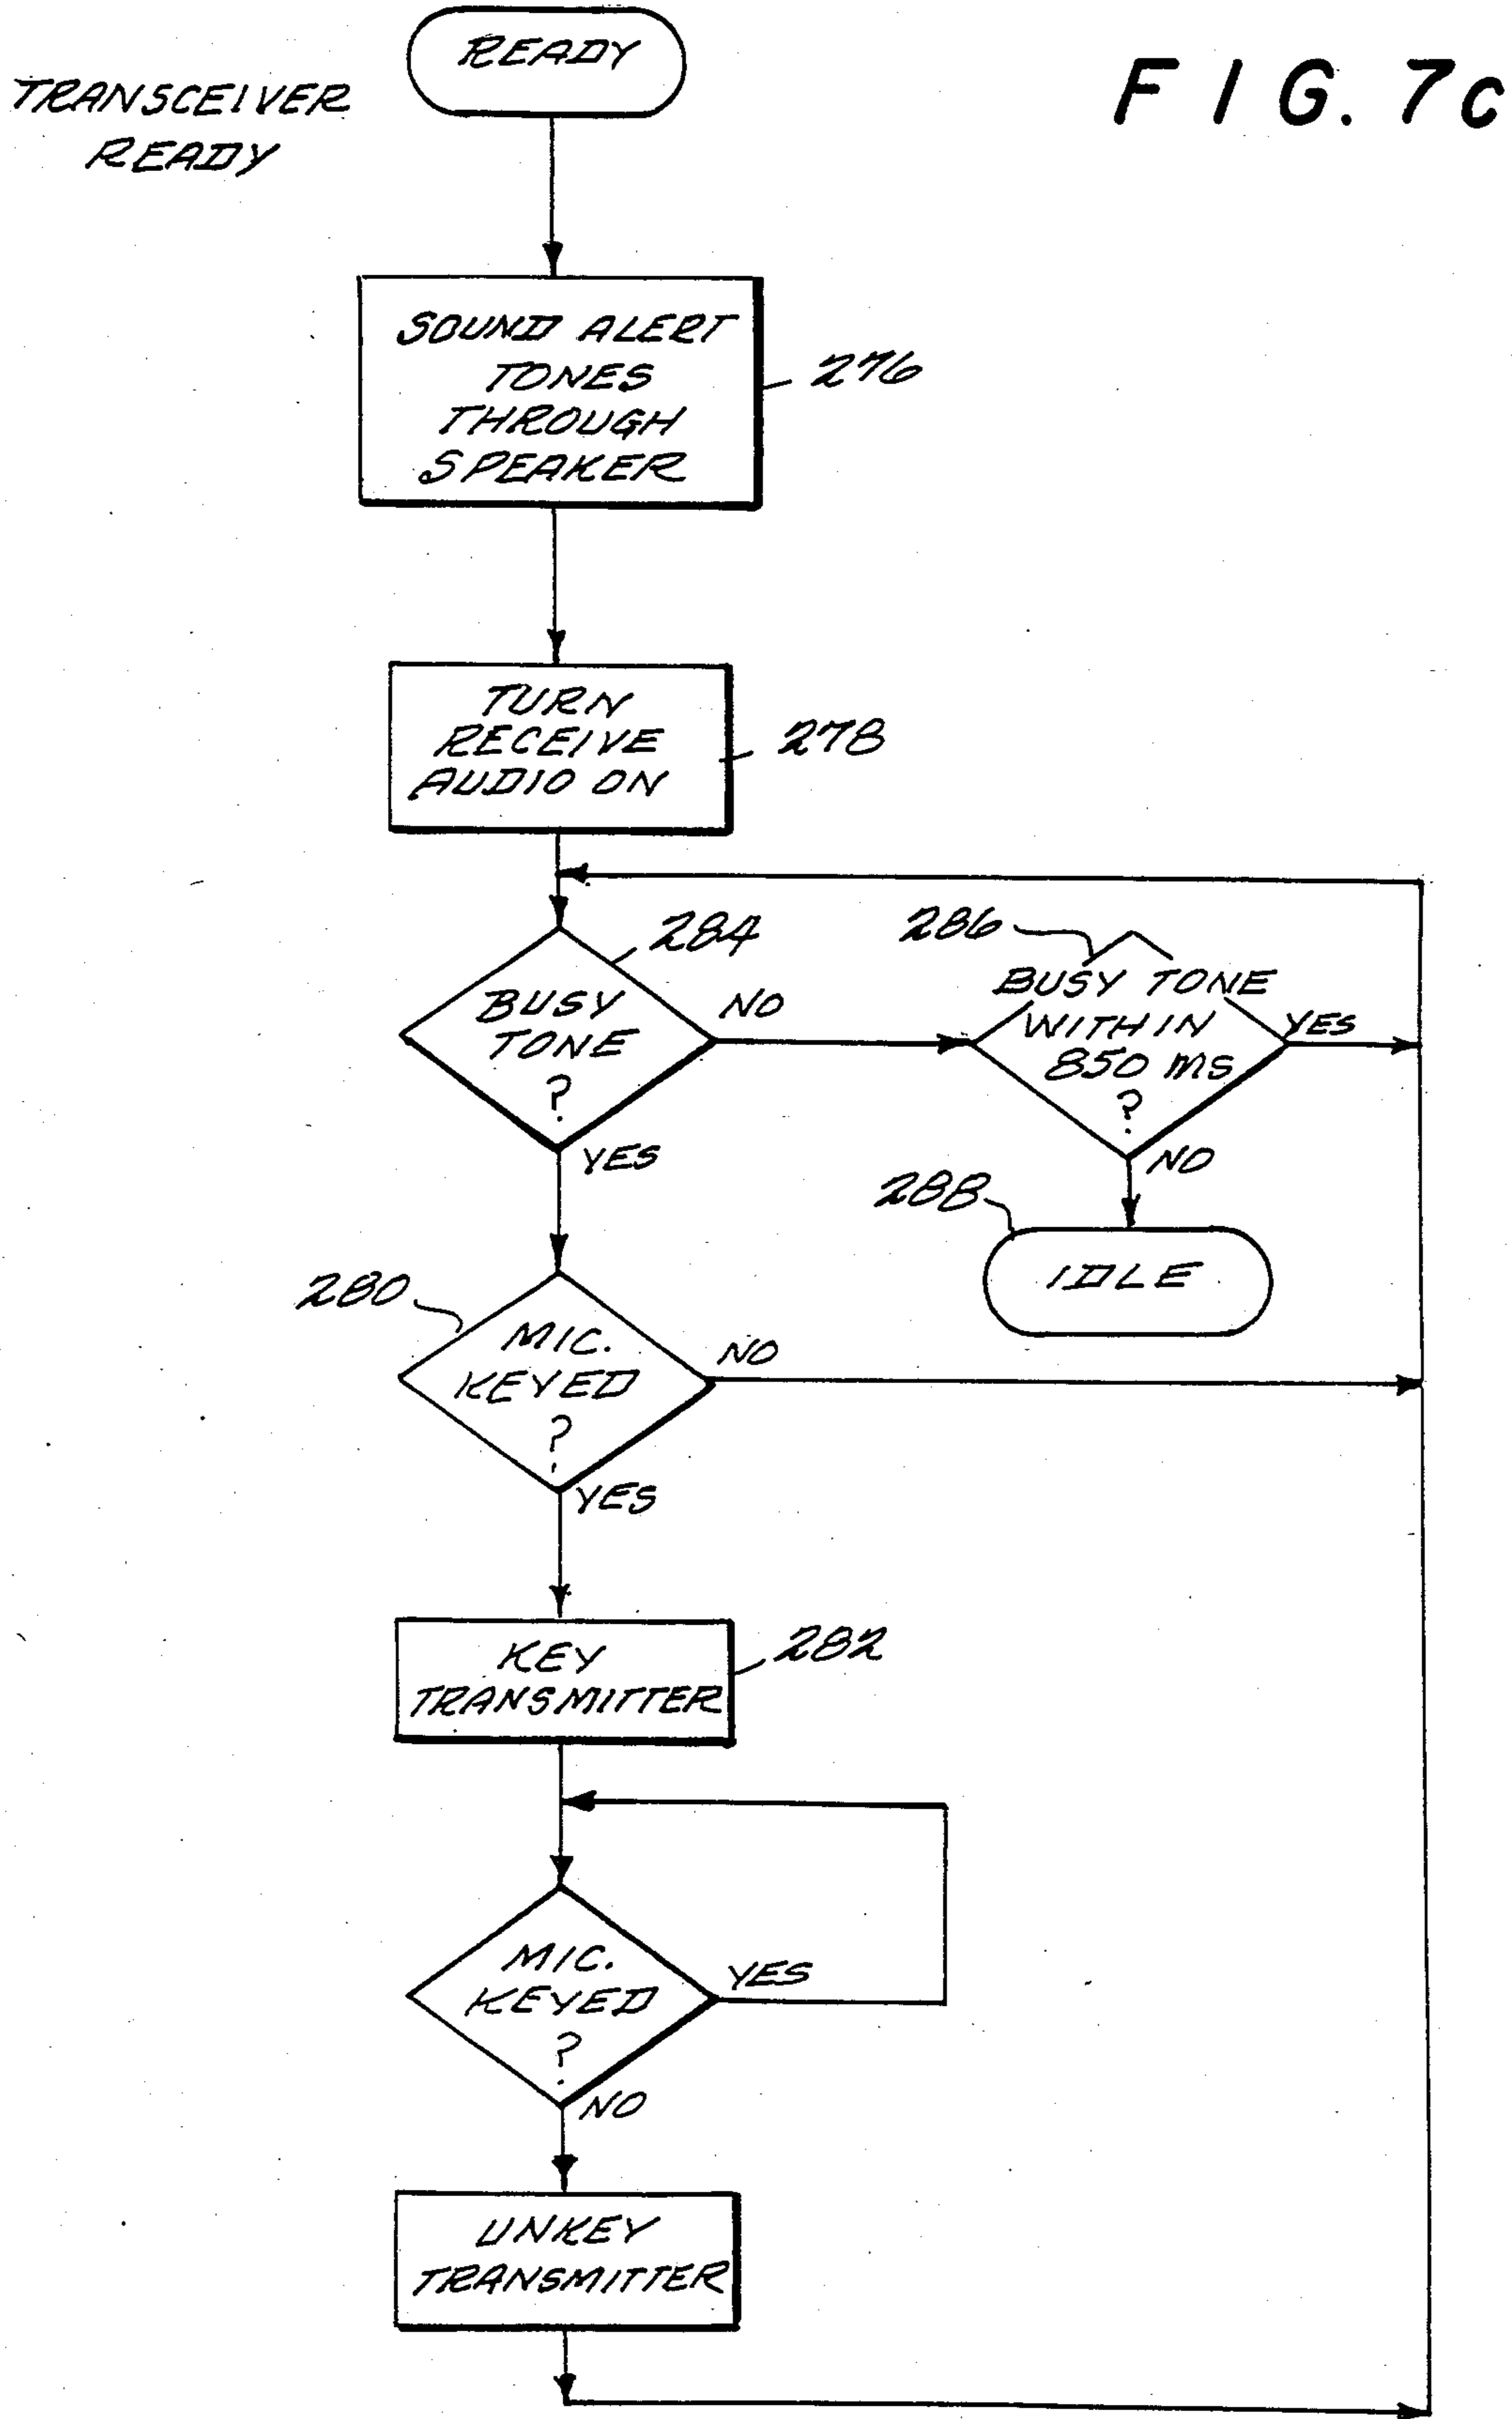 READY
FIG. 7c
TRANSCEIVER
READY
SOUND ALERT
TONES
THROUGH
SPEAKER
276
TURN
RECEIVE
AUDIO ON
278
284
BUSY
TONE
?
NO
YES
286
BUSY TONE
WITHIN
850 MS
?
YES
NO
288
IDLE
280
MIC.
KEYED
?
NO
YES
KEY
TRANSMITTER
282
MIC.
KEYED
?
YES
NO
UNKEY
TRANSMITTER